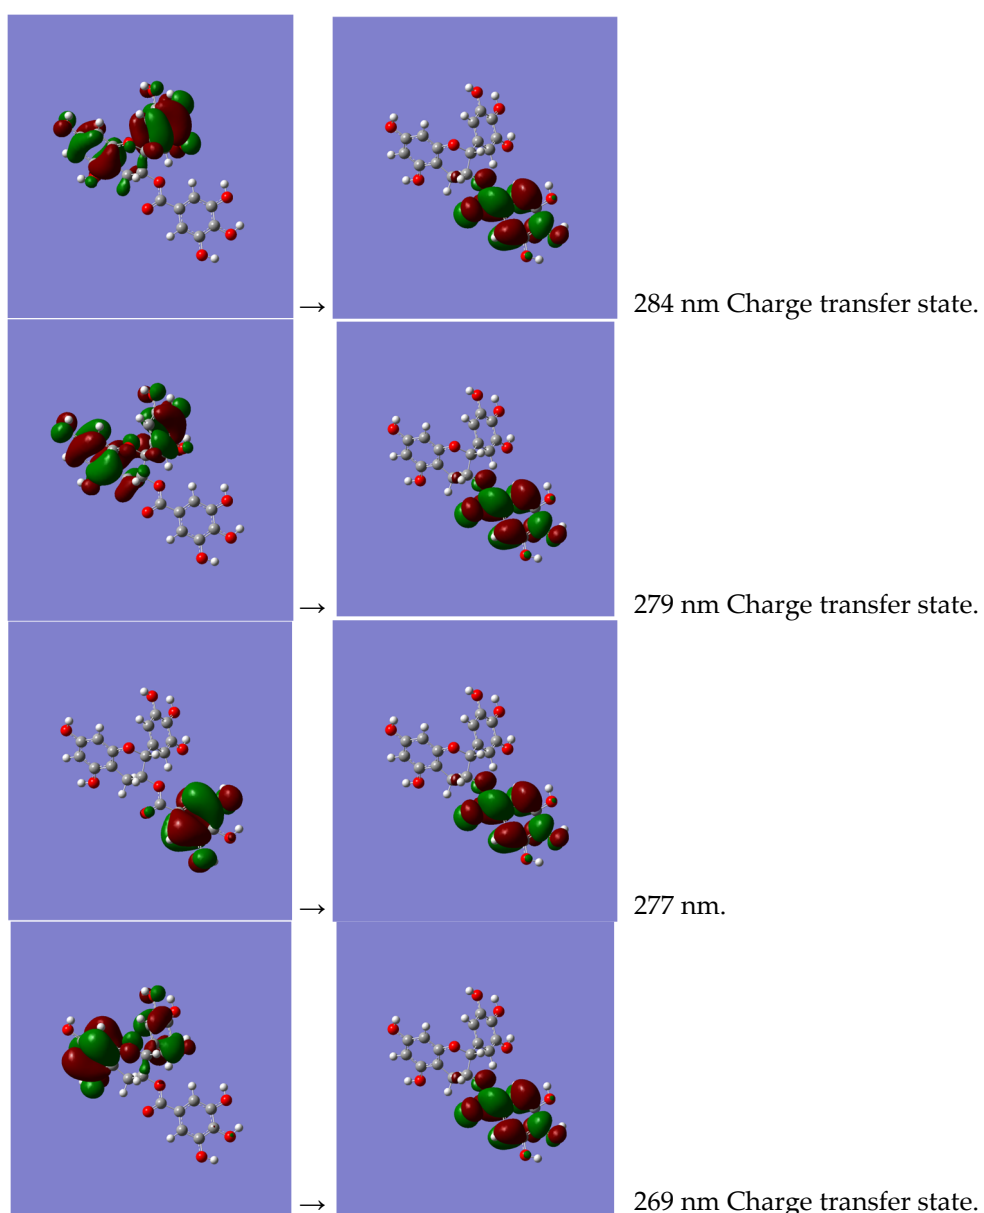 → 284 nm Charge transfer state.
→ 279 nm Charge transfer state.
→ 277 nm.
→ 269 nm Charge transfer state.